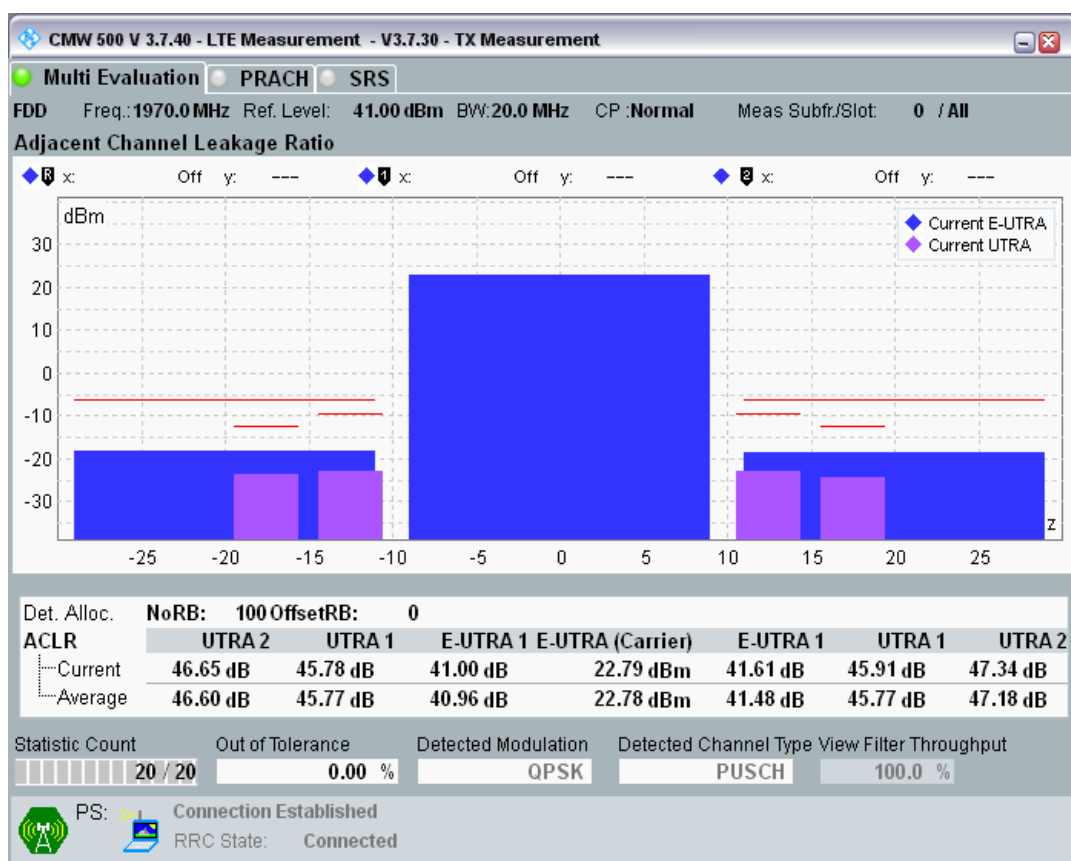 CMW 500 V 3.7.40 - LTE Measurement - V3.7.30 - TX Measurement
Multi Evaluation PRACH SRS
FDD Freq.: 1970.0 MHz Ref. Level: 41.00 dBm BW: 20.0 MHz CP : Normal Meas Subfr./Slot: 0 / All
Adjacent Channel Leakage Ratio
R x: Off y: --- 1 x: Off y: --- 2 x: Off y: ---
dBm
Current E-UTRA
Current UTRA
30
20
10
0
-10
-20
-30
z
-25 -20 -15 -10 -5 0 5 10 15 20 25
Det. Alloc. NoRB: 100 OffsetRB: 0
ACLR UTRA 2 UTRA 1 E-UTRA 1 E-UTRA (Carrier) E-UTRA 1 UTRA 1 UTRA 2
Current 46.65 dB 45.78 dB 41.00 dB 22.79 dBm 41.61 dB 45.91 dB 47.34 dB
Average 46.60 dB 45.77 dB 40.96 dB 22.78 dBm 41.48 dB 45.77 dB 47.18 dB
Statistic Count Out of Tolerance Detected Modulation Detected Channel Type View Filter Throughput
20 / 20 0.00 % QPSK PUSCH 100.0 %
PS: Connection Established
RRC State: Connected